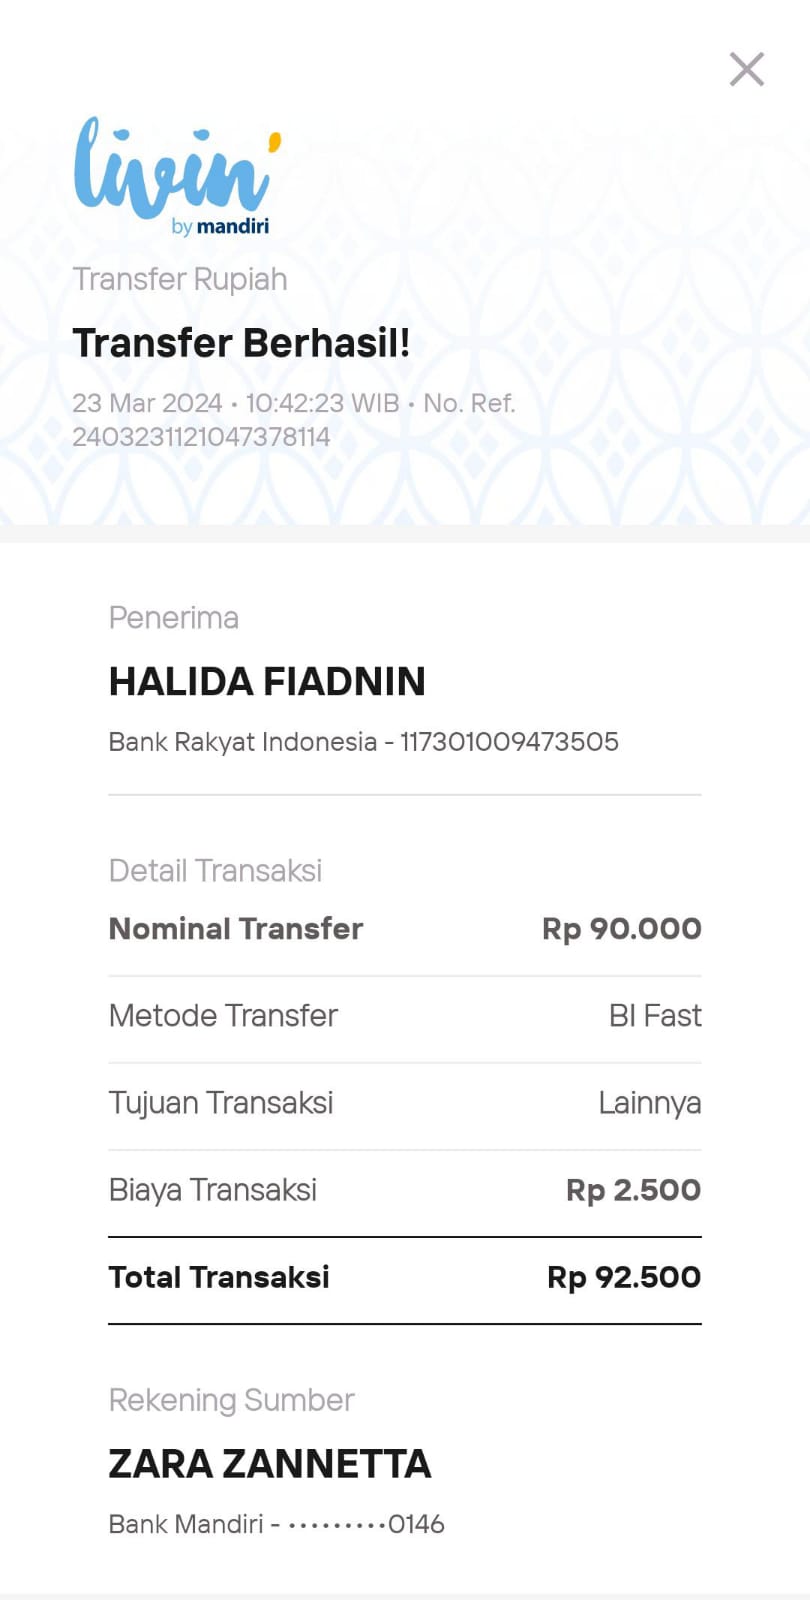 livin'
by mandiri
Transfer Rupiah
Transfer Berhasil!
23 Mar 2024 • 10:42:23 WIB • No. Ref.
2403231121047378114
Penerima
HALIDA FIADNIN
Bank Rakyat Indonesia - 117301009473505
Detail Transaksi
Nominal Transfer Rp 90.000
Metode Transfer BI Fast
Tujuan Transaksi Lainnya
Biaya Transaksi Rp 2.500
Total Transaksi Rp 92.500
Rekening Sumber
ZARA ZANNETTA
Bank Mandiri - •••••••••0146